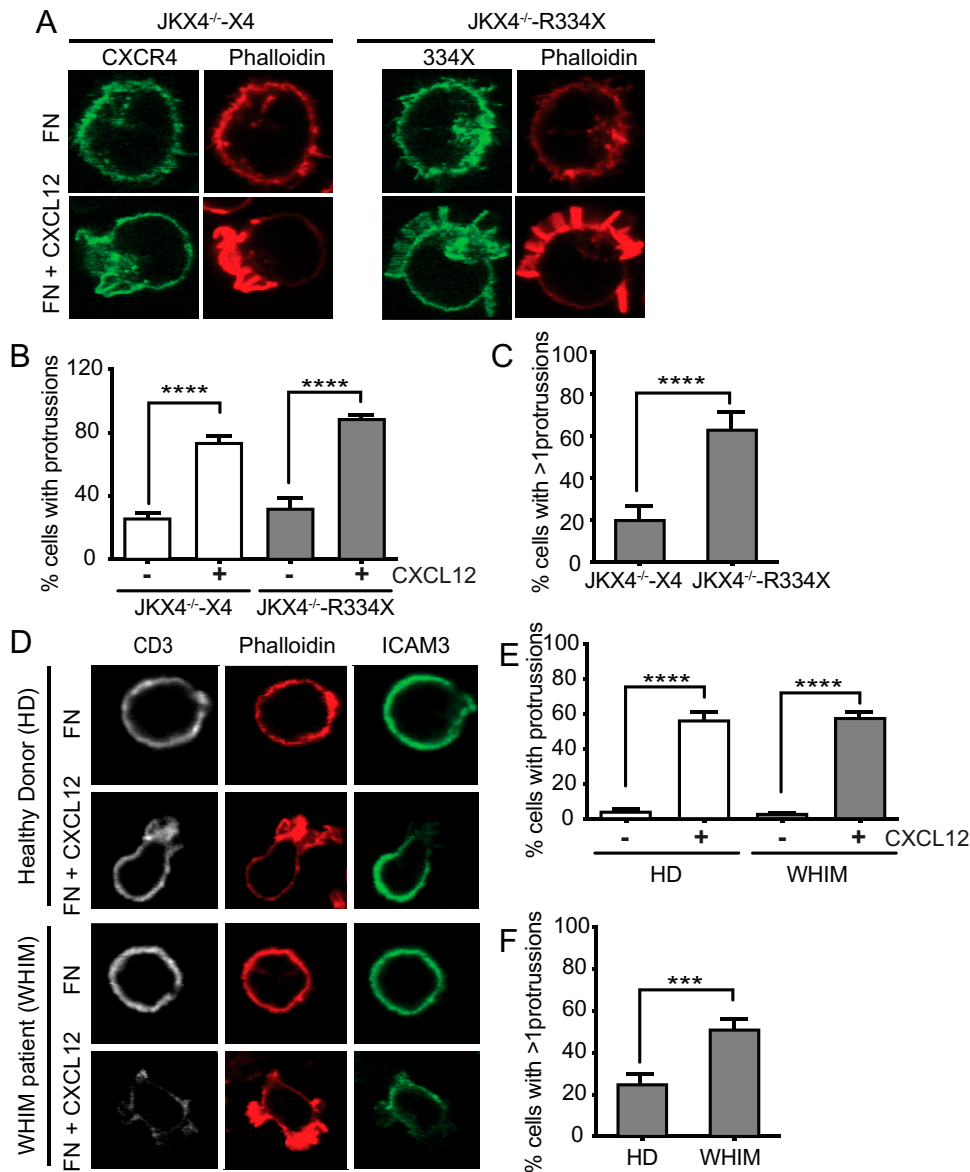 A
JKX4-/--X4
JKX4-/--R334X
CXCR4
Phalloidin
334X
Phalloidin
FN
FN + CXCL12
B
% cells with protrussions
120
80
40
0
****
****
-
+
-
+
CXCL12
JKX4-/--X4
JKX4-/--R334X
C
% cells with >1protrussions
100
80
60
40
20
0
****
JKX4-/--X4
JKX4-/--R334X
D
CD3
Phalloidin
ICAM3
Healthy Donor (HD)
FN
FN + CXCL12
WHIM patient (WHIM)
FN
FN + CXCL12
E
% cells with protrussions
100
80
60
40
20
0
****
****
-
+
-
+
CXCL12
HD
WHIM
F
% cells with >1protrussions
100
80
60
40
20
0
***
HD
WHIM